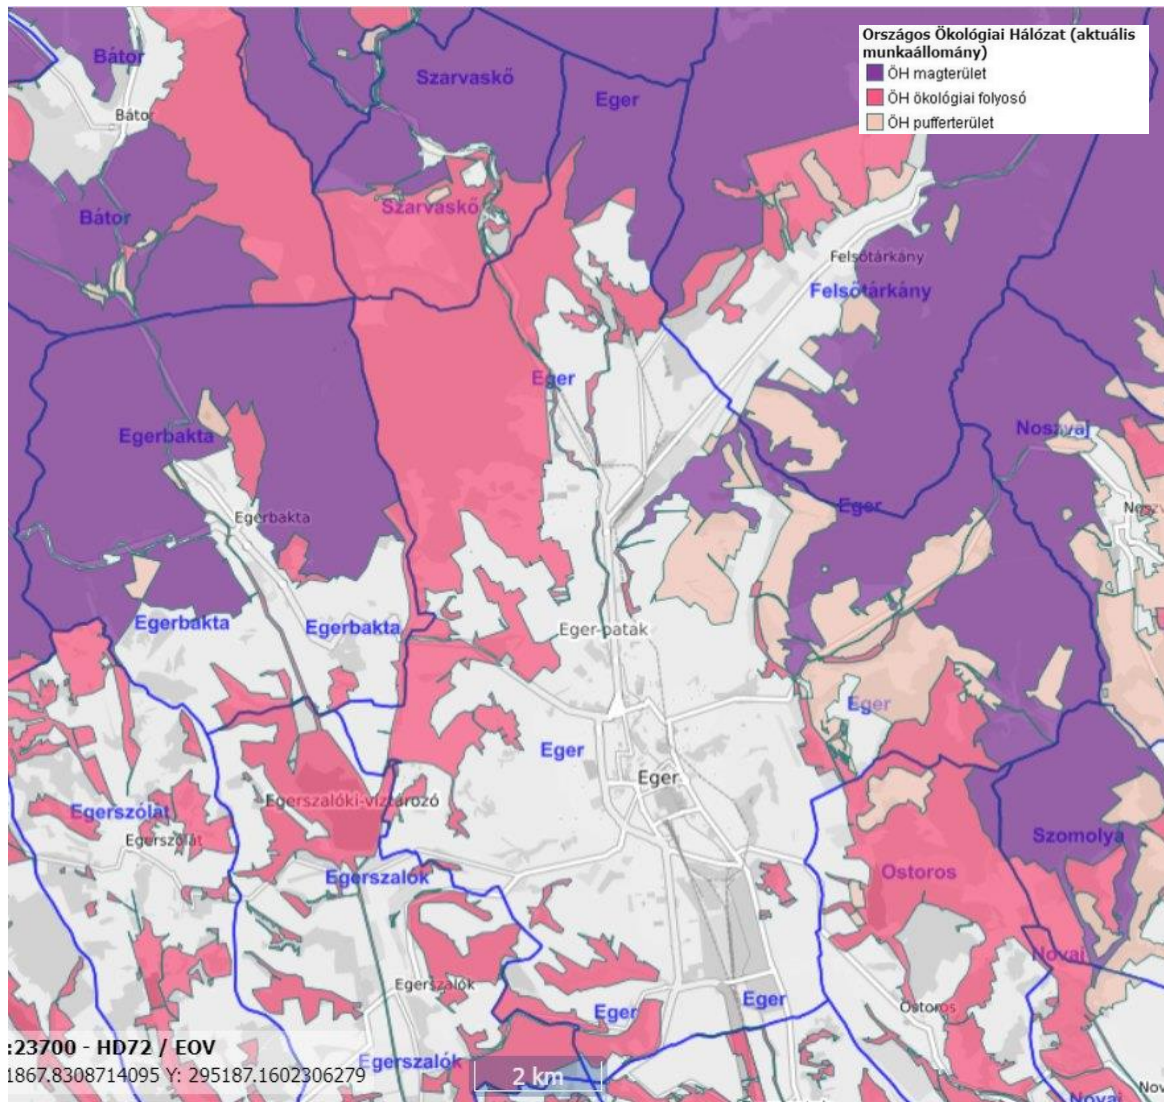 Országos Ökológiai Hálózat (aktuális
munkaállomány)
ÖH magterület
ÖH ökológiai folyosó
ÖH puffterület
Bátor
Szarvaskő
Eger
Bátor
Bátor
Szarvaskő
Felsőtárkány
Felsőtárkány
Eger
Egerbakta
Noszvaj
Eger
Egerbakta
Egerbakta
Egerbakta
Eger-patak
Eger
Eger
Eger
Egerszalóki-víztározó
Egerszólát
Egerszólát
Szomolya
Egerszalók
Ostoros
Novaj
Egerszalók
Eger
Eger
Ostoros
:23700 - HD72 / EOV
1867.8308714095 Y: 295187.1602306279
Egerszalók
2 km
Novaj